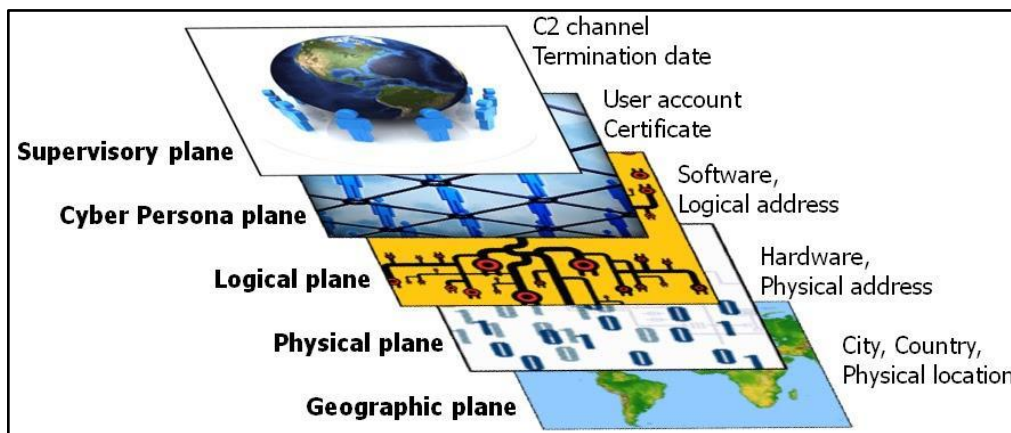 C2 channel
Termination date
Supervisory plane
User account
Certificate
Cyber Persona plane
Software,
Logical address
Logical plane
Hardware,
Physical address
Physical plane
City, Country,
Physical location
Geographic plane